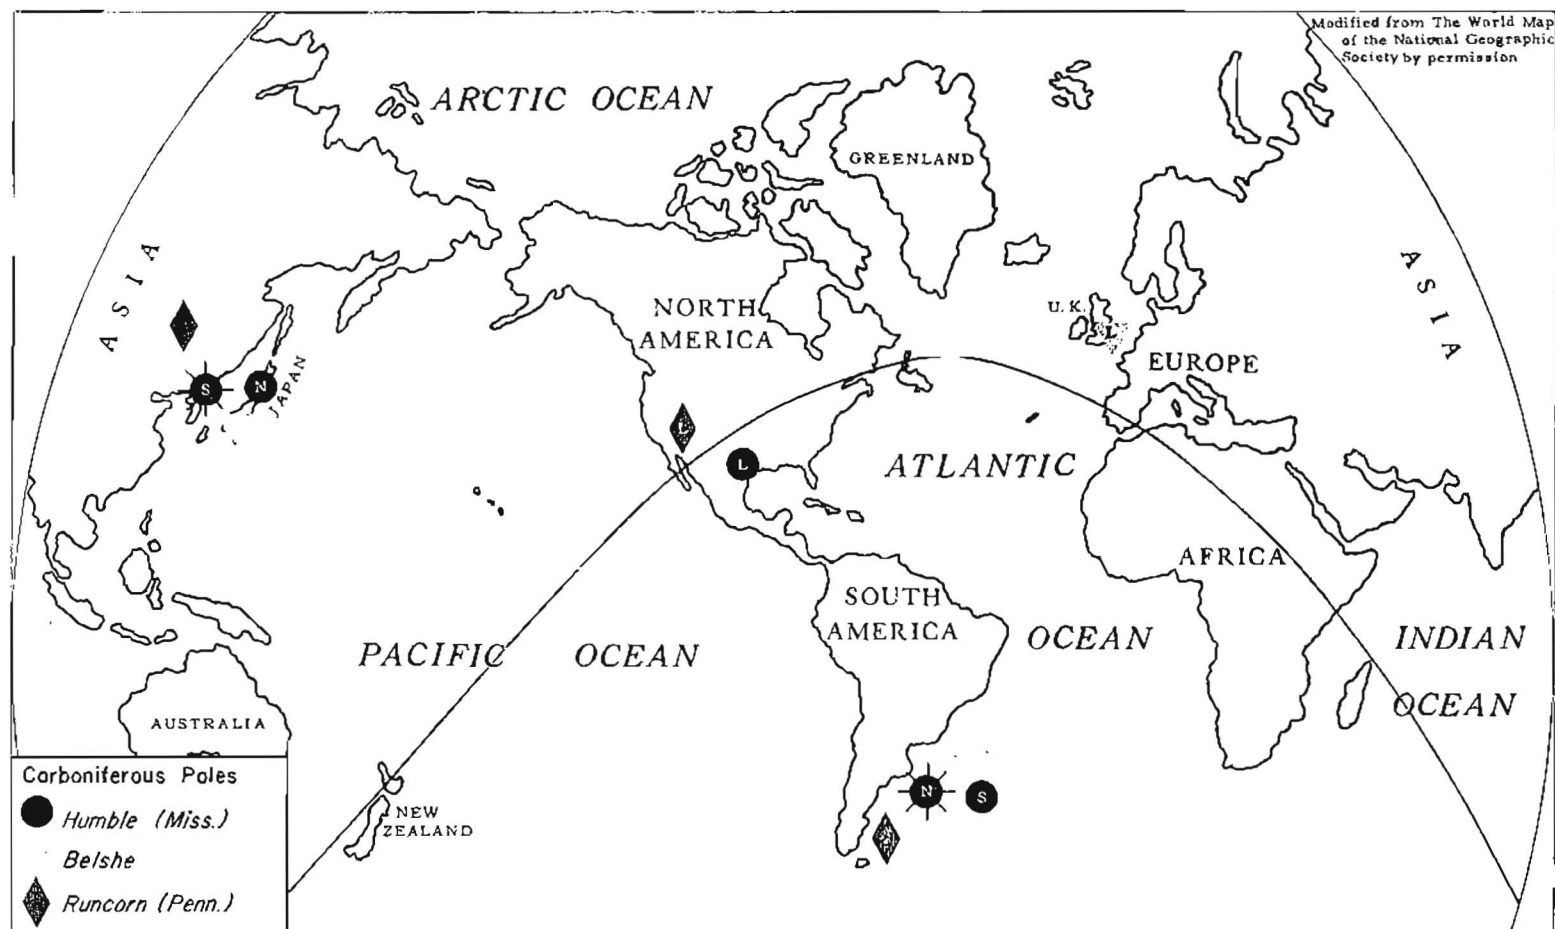 Modified from The World Map
of the National Geographic
Society by permission
ARCTIC OCEAN
GREENLAND
ASIA
ASIA
NORTH
AMERICA
U.K.
L
EUROPE
S
N
JAPAN
L
L
ATLANTIC
AFRICA
SOUTH
AMERICA
OCEAN
INDIAN
OCEAN
PACIFIC OCEAN
AUSTRALIA
NEW
ZEALAND
N
S
Carboniferous Poles
Humble (Miss.)
Belshe
Runcorn (Penn.)